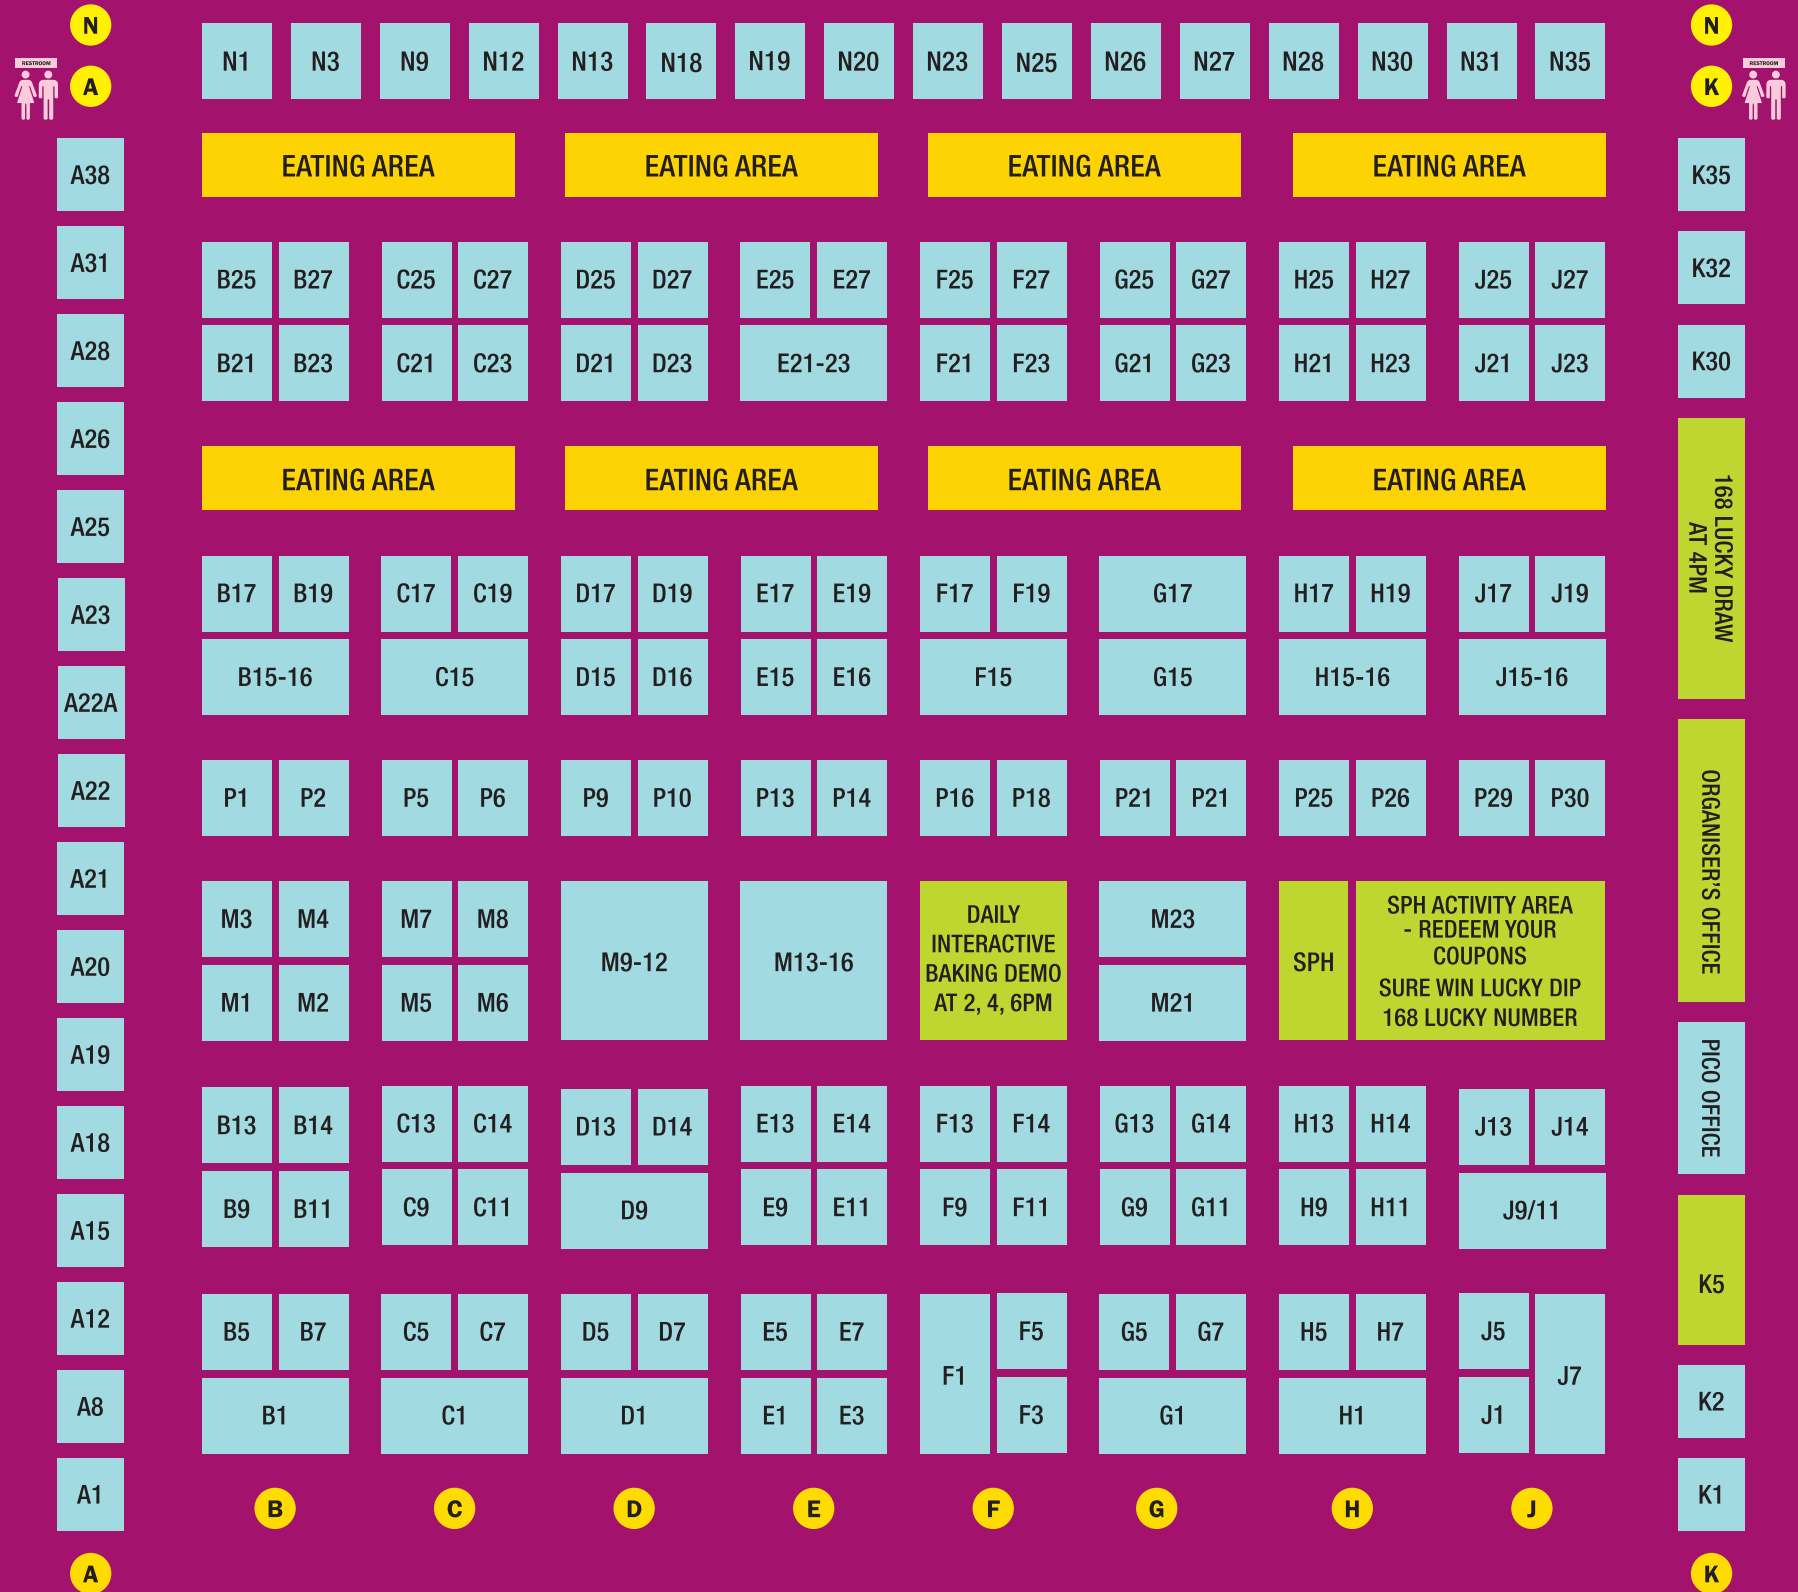 N
RESTROOM
A
N1
N3
N9
N12
N13
N18
N19
N20
N23
N25
N26
N27
N28
N30
N31
N35
N
K
RESTROOM
A38
A31
A28
A26
A25
A23
A22A
A22
A21
A20
A19
A18
A15
A12
A8
A1
A
EATING AREA
EATING AREA
EATING AREA
EATING AREA
B25
B27
C25
C27
D25
D27
E25
E27
F25
F27
G25
G27
H25
H27
J25
J27
B21
B23
C21
C23
D21
D23
E21-23
F21
F23
G21
G23
H21
H23
J21
J23
EATING AREA
EATING AREA
EATING AREA
EATING AREA
B17
B19
C17
C19
D17
D19
E17
E19
F17
F19
G17
H17
H19
J17
J19
B15-16
C15
D15
D16
E15
E16
F15
G15
H15-16
J15-16
P1
P2
P5
P6
P9
P10
P13
P14
P16
P18
P21
P21
P25
P26
P29
P30
M3
M4
M7
M8
M1
M2
M5
M6
M9-12
M13-16
DAILY
INTERACTIVE
BAKING DEMO
AT 2, 4, 6PM
M23
M21
SPH
SPH ACTIVITY AREA
- REDEEM YOUR
COUPONS
SURE WIN LUCKY DIP
168 LUCKY NUMBER
B13
B14
C13
C14
D13
D14
E13
E14
F13
F14
G13
G14
H13
H14
J13
J14
B9
B11
C9
C11
D9
E9
E11
F9
F11
G9
G11
H9
H11
J9/11
B5
B7
C5
C7
D5
D7
E5
E7
F1
F5
G5
G7
H5
H7
J5
J7
B1
C1
D1
E1
E3
F3
G1
H1
J1
B
C
D
E
F
G
H
J
K35
K32
K30
168 LUCKY DRAW
AT 4PM
ORGANISER'S OFFICE
PICO OFFICE
K5
K2
K1
K